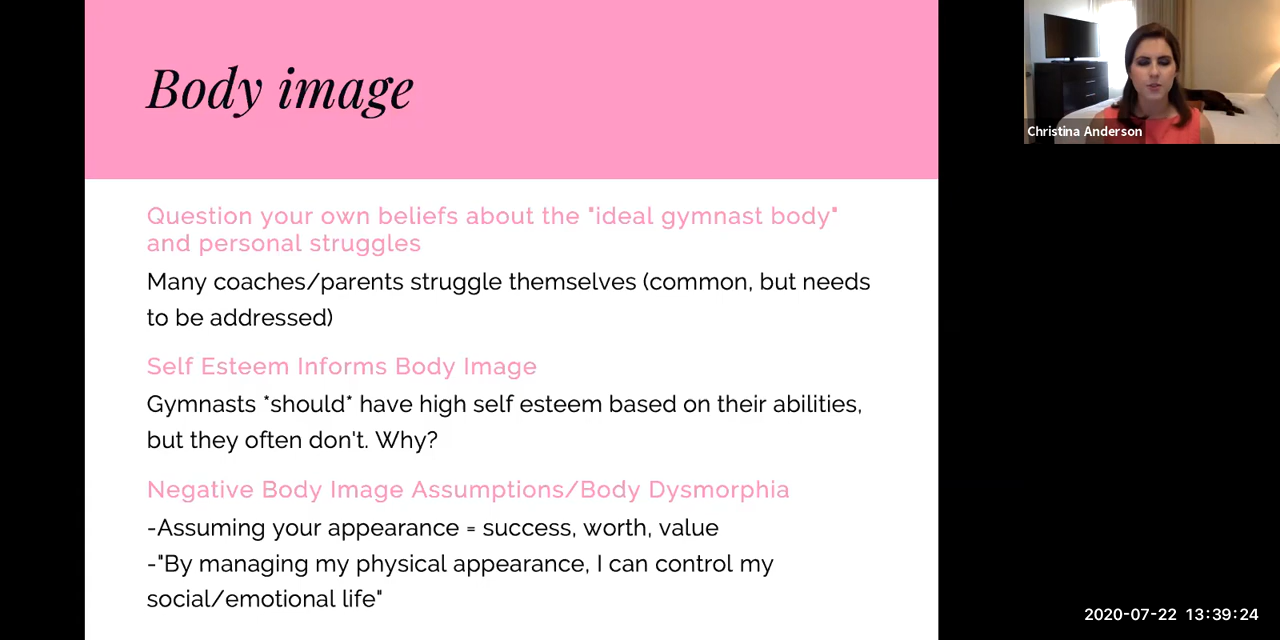 Body image
Christina Anderson
Question your own beliefs about the "ideal gymnast body"
and personal struggles
Many coaches/parents struggle themselves (common, but needs
to be addressed)
Self Esteem Informs Body Image
Gymnasts *should* have high self esteem based on their abilities,
but they often don't. Why?
Negative Body Image Assumptions/Body Dysmorphia
-Assuming your appearance = success, worth, value
-"By managing my physical appearance, I can control my
social/emotional life"
2020-07-22 13:39:24